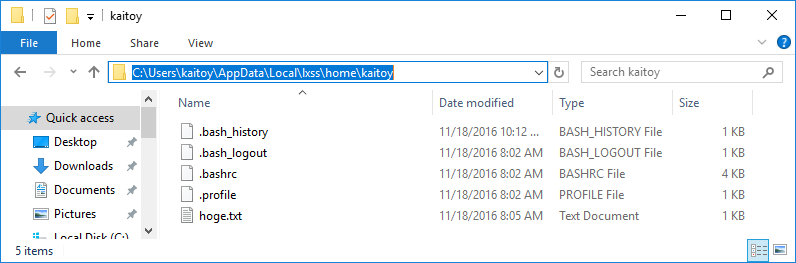 kaitoy
File Home Share View
C:\Users\kaitoy\AppData\Local\lxss\home\kaitoy Search kaitoy
Name Date modified Type Size
Quick access
Desktop
Downloads
Documents
Pictures
Local Disk (C:)
.bash_history 11/18/2016 10:12 ... BASH_HISTORY File 1 KB
.bash_logout 11/18/2016 8:02 AM BASH_LOGOUT File 1 KB
.bashrc 11/18/2016 8:02 AM BASHRC File 4 KB
.profile 11/18/2016 8:02 AM PROFILE File 1 KB
hoge.txt 11/18/2016 8:05 AM Text Document 1 KB
5 items